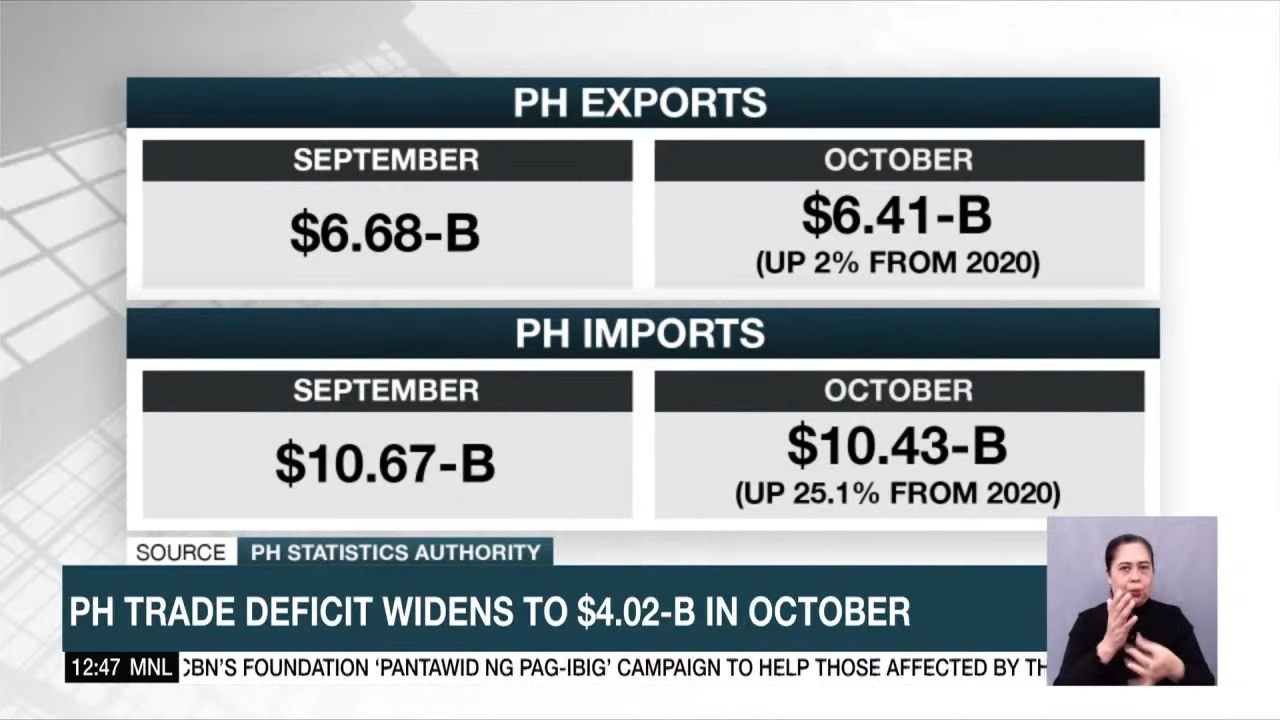 PH EXPORTS
SEPTEMBER
$6.68-B
OCTOBER
$6.41-B
(UP 2% FROM 2020)
PH IMPORTS
SEPTEMBER
$10.67-B
OCTOBER
$10.43-B
(UP 25.1% FROM 2020)
SOURCE PH STATISTICS AUTHORITY
PH TRADE DEFICIT WIDENS TO $4.02-B IN OCTOBER
12:47 MNL CBN'S FOUNDATION 'PANTAWID NG PAG-IBIG' CAMPAIGN TO HELP THOSE AFFECTED BY TH